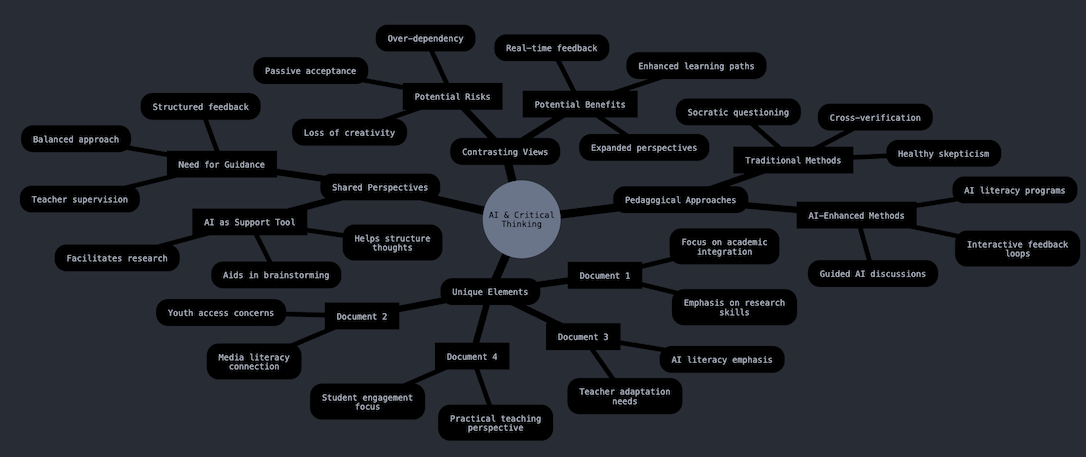 Over-dependency
Real-time feedback
Passive acceptance
Enhanced learning paths
Potential Risks
Potential Benefits
Structured feedback
Socratic questioning
Cross-verification
Loss of creativity
Balanced approach
Contrasting Views
Expanded perspectives
Healthy skepticism
Need for Guidance
Traditional Methods
Shared Perspectives
AI literacy programs
Teacher supervision
Pedagogical Approaches
AI & Critical
Thinking
AI as Support Tool
AI-Enhanced Methods
Helps structure
thoughts
Focus on academic
integration
Interactive feedback
loops
Facilitates research
Aids in brainstorming
Document 1
Guided AI discussions
Unique Elements
Emphasis on research
skills
Youth access concerns
Document 2
Document 3
Media literacy
connection
Document 4
AI literacy emphasis
Student engagement
focus
Teacher adaptation
needs
Practical teaching
perspective